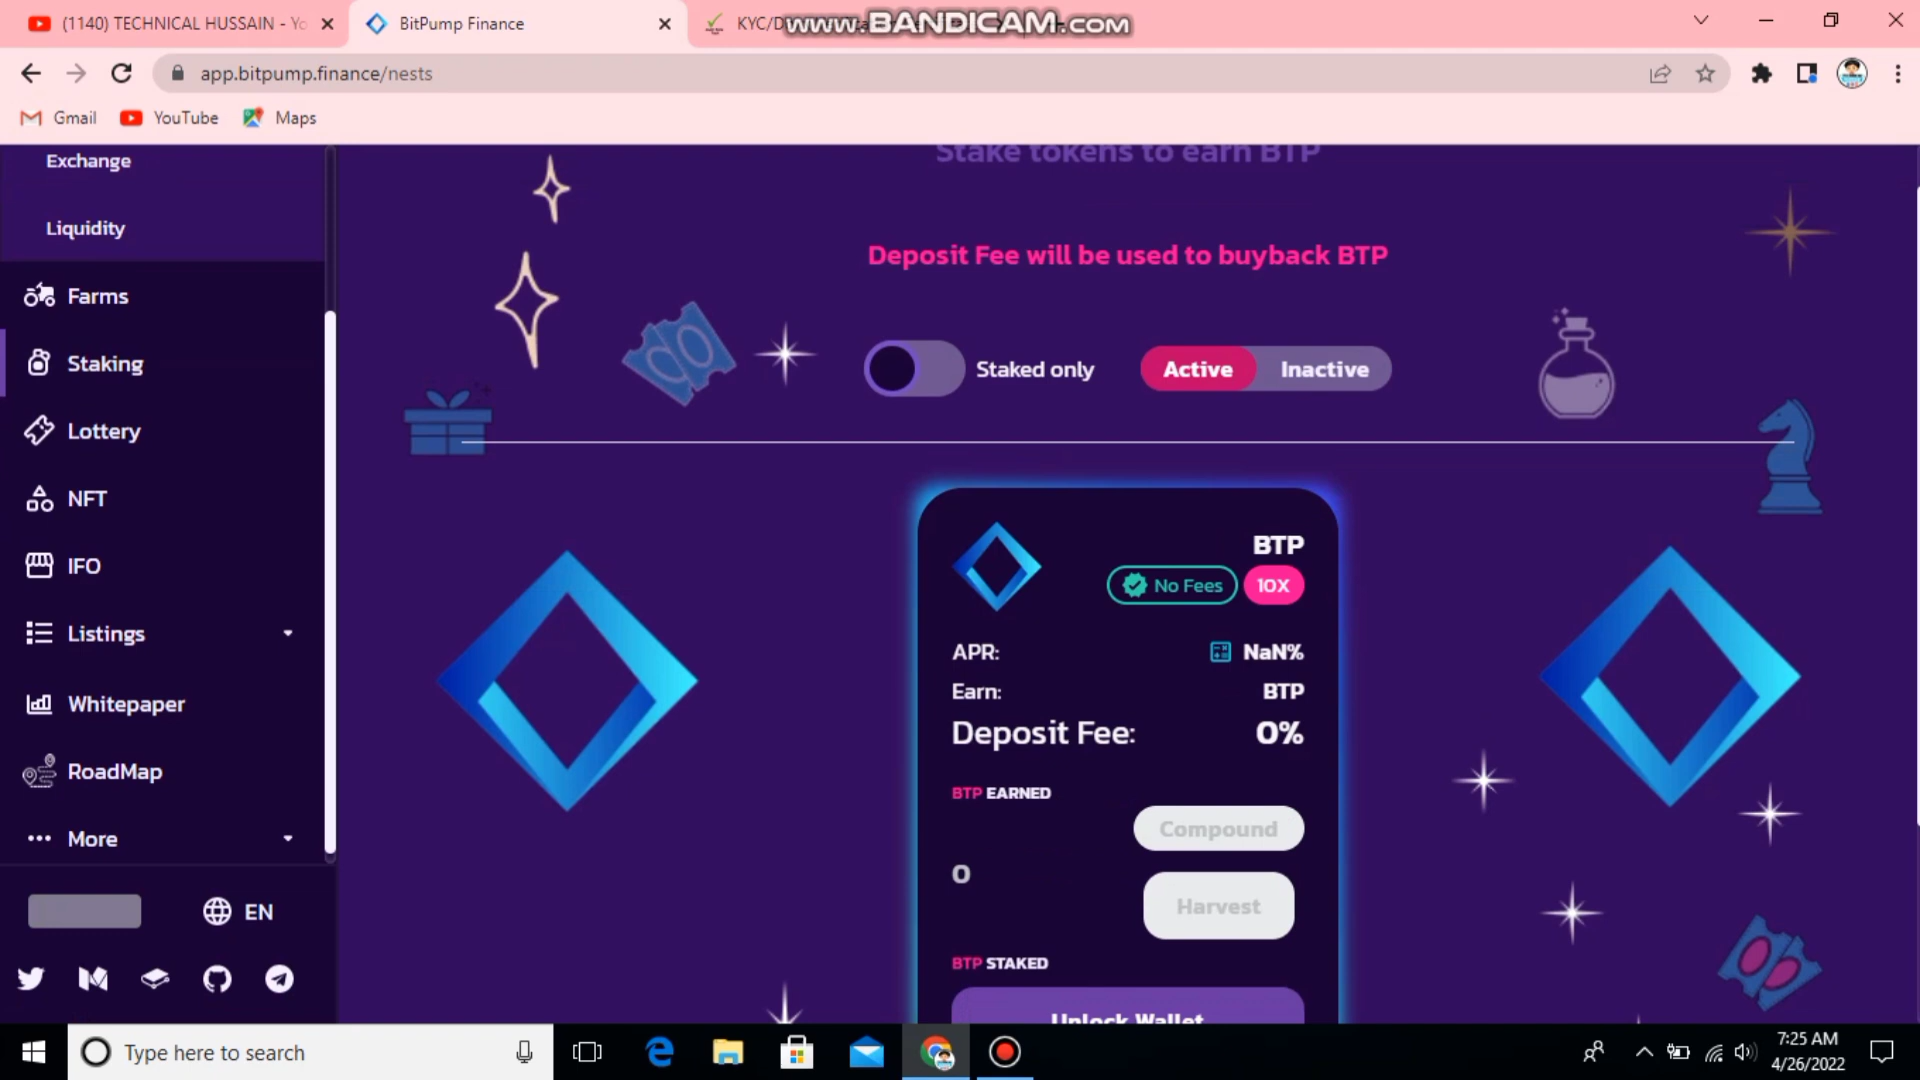 (1140) TECHNICAL HUSSAIN - Yo
BitPump Finance
KYC/D
www.BANDICAM.com
app.bitpump.finance/nests
Gmail
YouTube
Maps
Exchange
Liquidity
Farms
Staking
Lottery
NFT
IFO
Listings
Whitepaper
RoadMap
More
EN
Stake tokens to earn BTP
Deposit Fee will be used to buyback BTP
Staked only
Active
Inactive
BTP
No Fees
10X
APR:
NaN%
Earn:
BTP
Deposit Fee:
0%
BTP EARNED
Compound
0
Harvest
BTP STAKED
Unlock Wallet
Type here to search
7:25 AM
4/26/2022